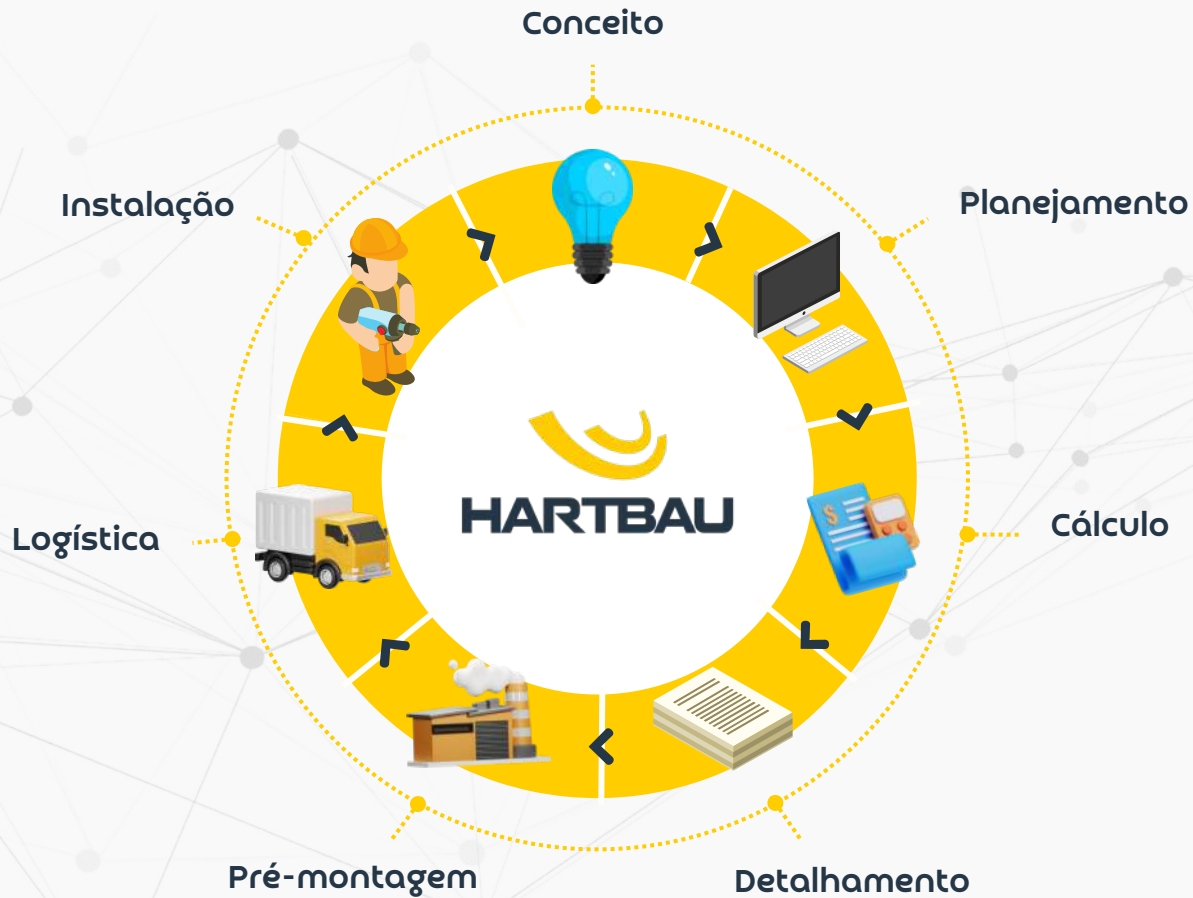 Conceito
Planejamento
Cálculo
Detalhamento
Pré-montagem
Logística
Instalação
HARTBAU
$